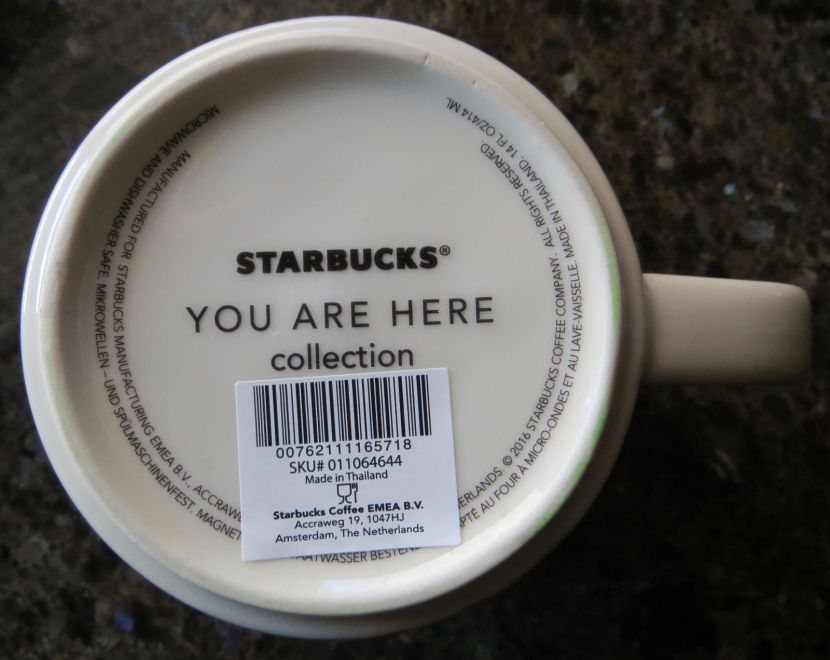 STARBUCKS®
YOU ARE HERE
collection
00762111165718
SKU# 011064644
Made in Thailand
Starbucks Coffee EMEA B.V.
Accraweg 19, 1047HJ
Amsterdam, The Netherlands
MANUFACTURED FOR STARBUCKS MANUFACTURING EMEA B.V., ACCRAW
ERLANDS. © 2016 STARBUCKS COFFEE COMPANY. ALL RIGHTS RESERVED.
MICROWAVE AND DISHWASHER SAFE. MIKROWELLEN – UND SPÜLMASCHINENFEST. MAGNET
AATWASSER BESTEN
PTÉ AU FOUR À MICRO-ONDES ET AU LAVE-VAISSELLE. MADE IN THAILAND. 14 FL OZ/414 ML